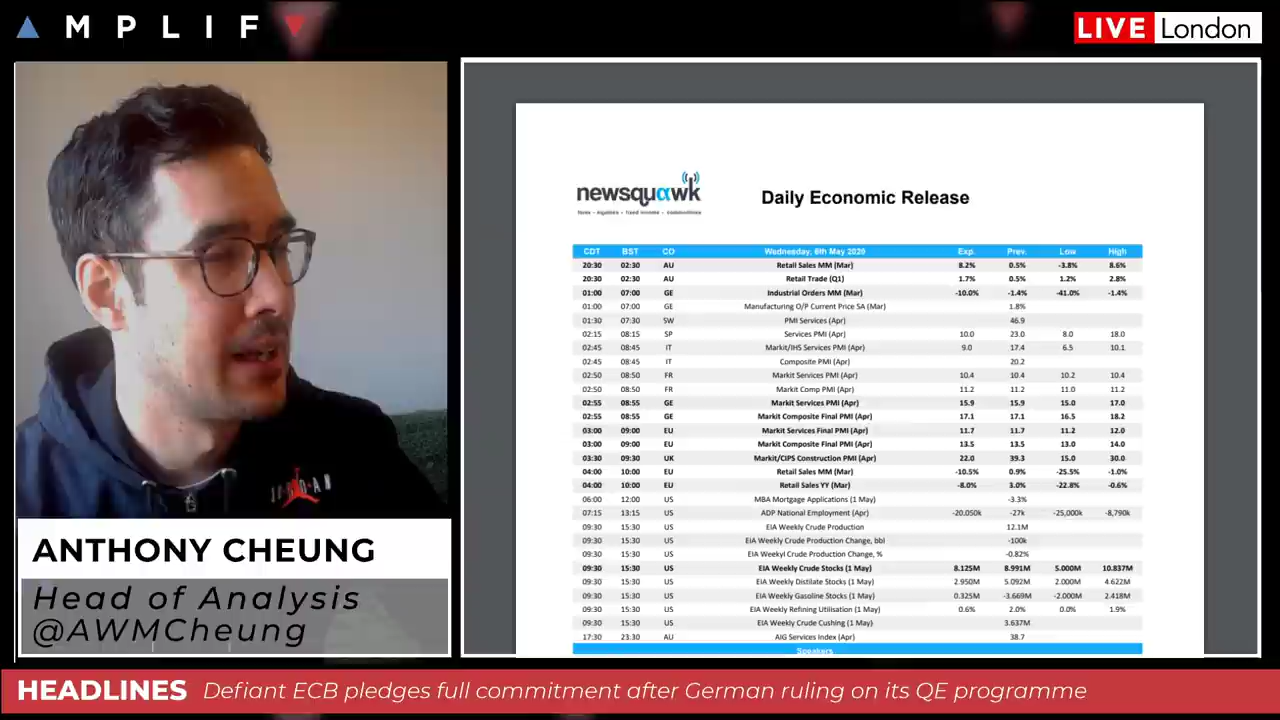 AMPLIFY
LIVE London
newsquawk
Daily Economic Release
CDT BST CO Wednesday, 6th May 2020 Exp. Prev. Low High
20:30 02:30 AU Retail Sales MM (Mar) 8.2% 0.5% -3.8% 8.6%
20:30 02:30 AU Retail Trade (Q1) 1.7% 0.5% 1.2% 2.8%
01:00 07:00 GE Industrial Orders MM (Mar) -10.0% -1.4% -41.0% -1.4%
01:00 07:00 GE Manufacturing O/P Current Price SA (Mar) 1.8%
01:30 07:30 SW PMI Services (Apr) 46.9
02:15 08:15 SP Services PMI (Apr) 10.0 23.0 8.0 18.0
02:45 08:45 IT Markit/IHS Services PMI (Apr) 9.0 17.4 6.5 10.1
02:45 08:45 IT Composite PMI (Apr) 20.2
02:50 08:50 FR Markit Services PMI (Apr) 10.4 10.4 10.2 10.4
02:50 08:50 FR Markit Comp PMI (Apr) 11.2 11.2 11.0 11.2
02:55 08:55 GE Markit Services PMI (Apr) 15.9 15.9 15.0 17.0
02:55 08:55 GE Markit Composite Final PMI (Apr) 17.1 17.1 16.5 18.2
03:00 09:00 EU Markit Services Final PMI (Apr) 11.7 11.7 11.2 12.0
03:00 09:00 EU Markit Composite Final PMI (Apr) 13.5 13.5 13.0 14.0
03:30 09:30 UK Markit/CIPS Construction PMI (Apr) 22.0 39.3 15.0 30.0
04:00 10:00 EU Retail Sales MM (Mar) -10.5% 0.9% -25.5% -1.0%
04:00 10:00 EU Retail Sales YY (Mar) -8.0% 3.0% -22.8% -0.6%
06:00 12:00 US MBA Mortgage Applications (1 May) -3.3%
07:15 13:15 US ADP National Employment (Apr) -20,050k -27k -25,000k -8,790k
09:30 15:30 US EIA Weekly Crude Production 12.1M
09:30 15:30 US EIA Weekly Crude Production Change, bbl -100k
09:30 15:30 US EIA Weekyl Crude Production Change, % -0.82%
09:30 15:30 US EIA Weekly Crude Stocks (1 May) 8.125M 8.991M 5.000M 10.837M
09:30 15:30 US EIA Weekly Distilate Stocks (1 May) 2.950M 5.092M 2.000M 4.622M
09:30 15:30 US EIA Weekly Gasoline Stocks (1 May) 0.325M -3.669M -2.000M 2.418M
09:30 15:30 US EIA Weekly Refining Utilisation (1 May) 0.6% 2.0% 0.0% 1.9%
09:30 15:30 US EIA Weekly Crude Cushing (1 May) 3.637M
17:30 23:30 AU AIG Services Index (Apr) 38.7
Speakers
JORDAN
ANTHONY CHEUNG
Head of Analysis
@AWMCheung
HEADLINES Defiant ECB pledges full commitment after German ruling on its QE programme